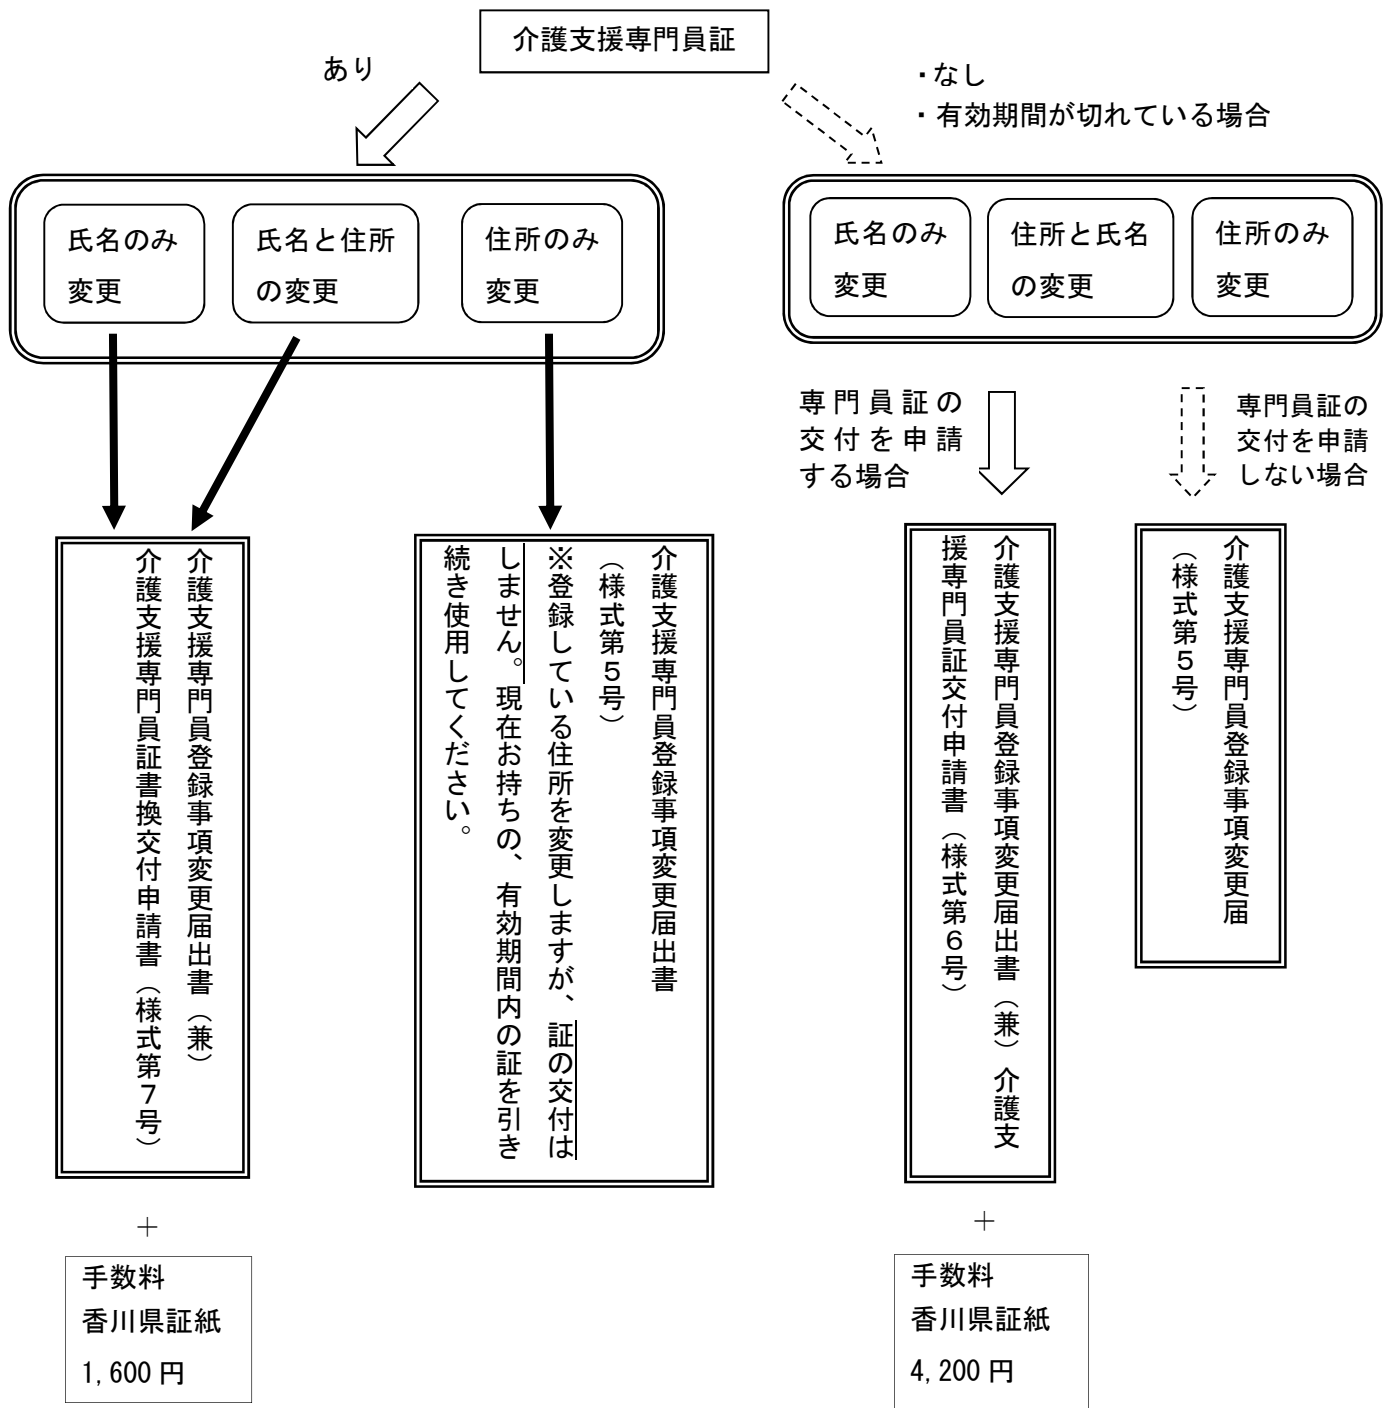 介護支援専門員証
あり
・なし
・有効期間が切れている場合
氏名のみ
変更
氏名と住所
の変更
住所のみ
変更
氏名のみ
変更
住所と氏名
の変更
住所のみ
変更
専門員証の
交付を申請
する場合
専門員証の
交付を申請
しない場合
介護支援専門員登録事項変更届出書（兼）
介護支援専門員証書換交付申請書（様式第７号）
介護支援専門員登録事項変更届出書
（様式第５号）
※登録している住所を変更しますが、証の交付は
しません。現在お持ちの、有効期間内の証を引き
続き使用してください。
介護支援専門員登録事項変更届出書（兼）介護支
援専門員証交付申請書（様式第６号）
介護支援専門員登録事項変更届
（様式第５号）
＋
手数料
香川県証紙
1,600 円
＋
手数料
香川県証紙
4,200 円